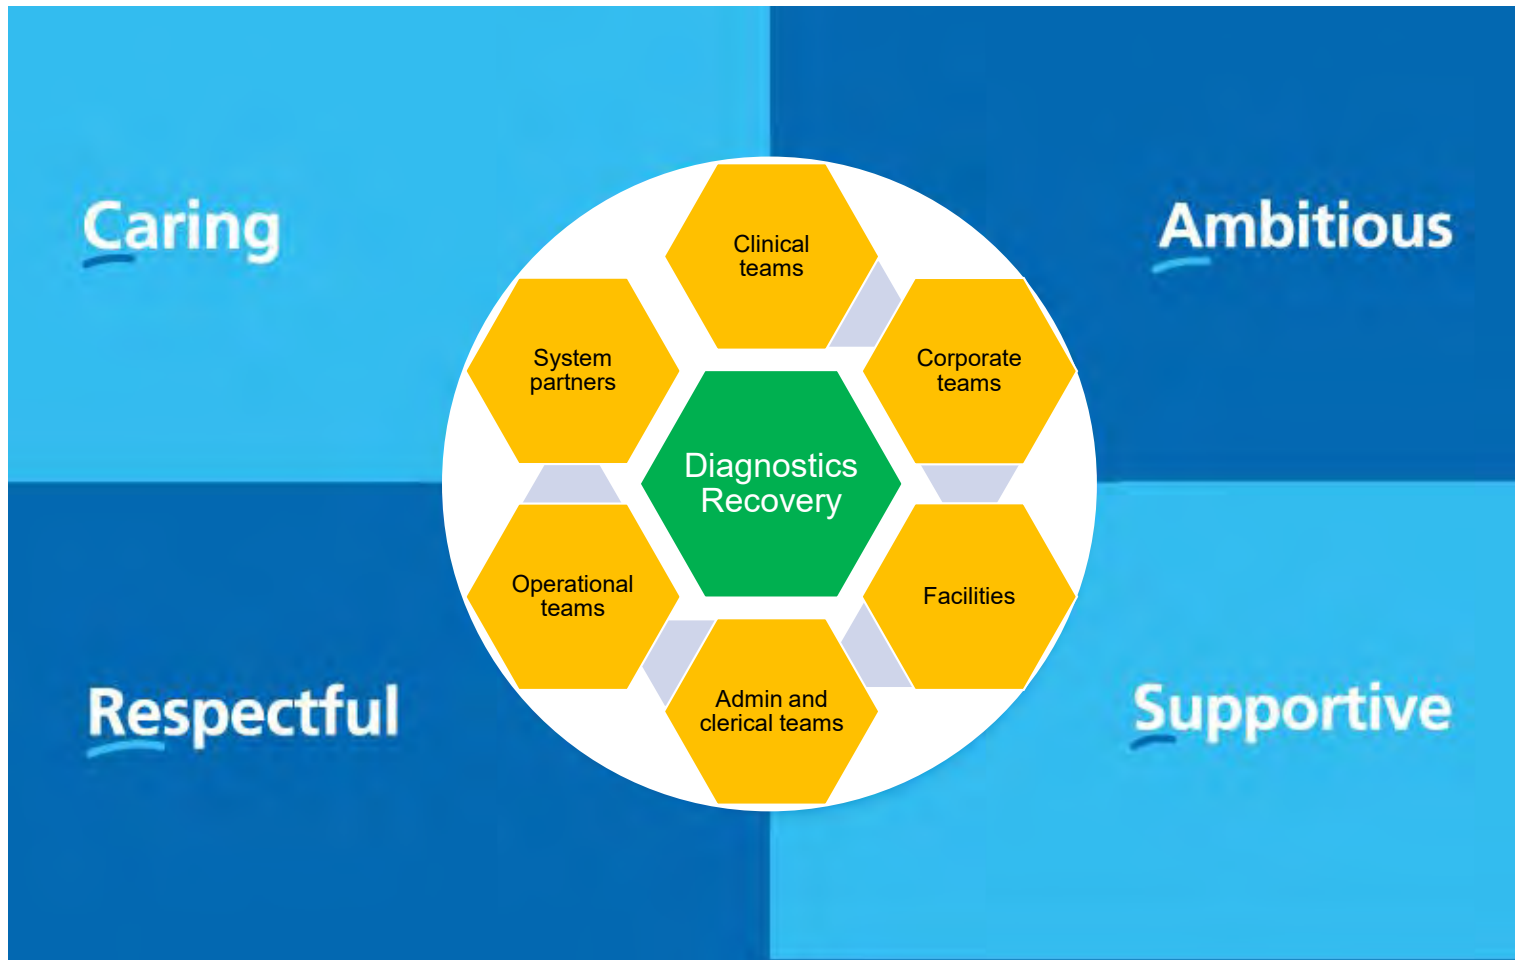 Caring
Ambitious
Clinical
teams
System
partners
Corporate
teams
Diagnostics
Recovery
Operational
teams
Facilities
Admin and
clerical teams
Respectful
Supportive